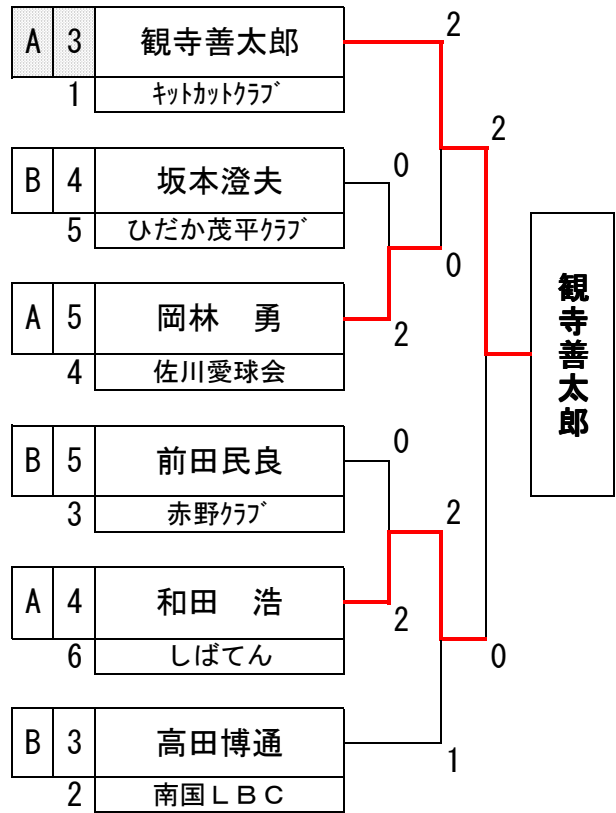 A 3 観寺善太郎 2
1 ｷｯﾄｶｯﾄｸﾗﾌﾞ
2
B 4 坂本澄夫 0
5 ひだか茂平ｸﾗﾌﾞ
0
A 5 岡林　勇 2
4 佐川愛球会
観寺善太郎
B 5 前田民良 0
3 赤野ｸﾗﾌﾞ 2
A 4 和田　浩 2
6 しばてん 0
B 3 高田博通 1
2 南国ＬＢＣ